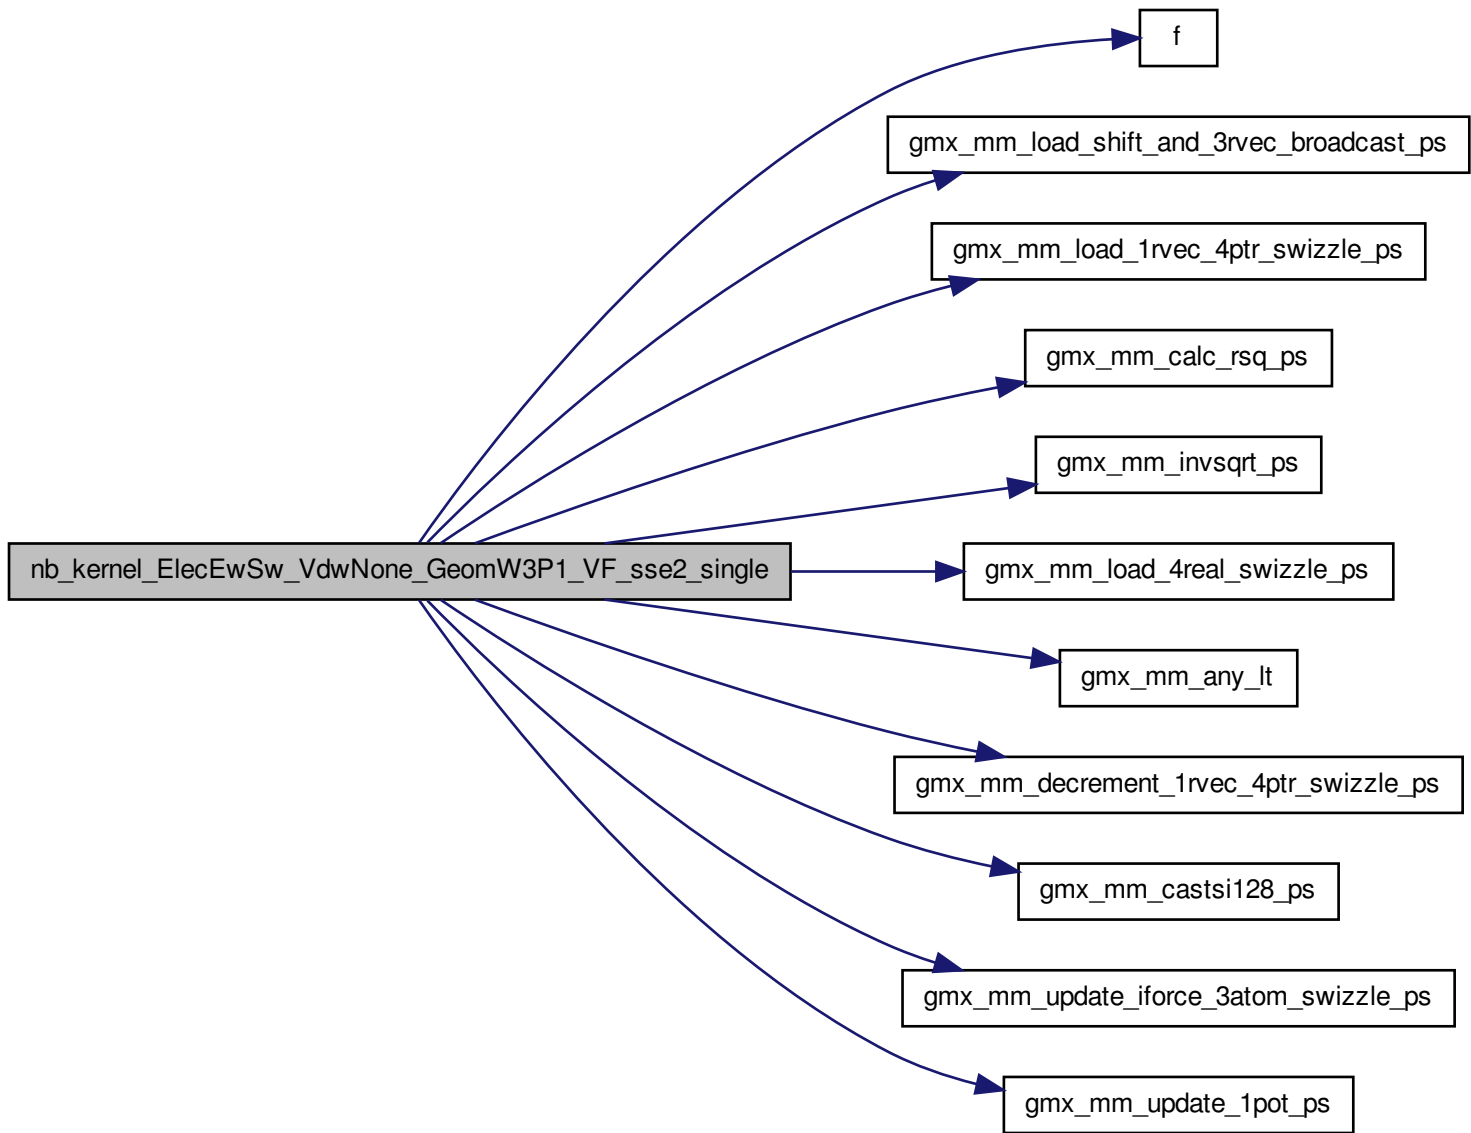 f
gmx_mm_load_shift_and_3rvec_broadcast_ps
gmx_mm_load_1rvec_4ptr_swizzle_ps
gmx_mm_calc_rsq_ps
gmx_mm_invsqrt_ps
nb_kernel_ElecEwSw_VdwNone_GeomW3P1_VF_sse2_single
gmx_mm_load_4real_swizzle_ps
gmx_mm_any_lt
gmx_mm_decrement_1rvec_4ptr_swizzle_ps
gmx_mm_castsi128_ps
gmx_mm_update_iforce_3atom_swizzle_ps
gmx_mm_update_1pot_ps